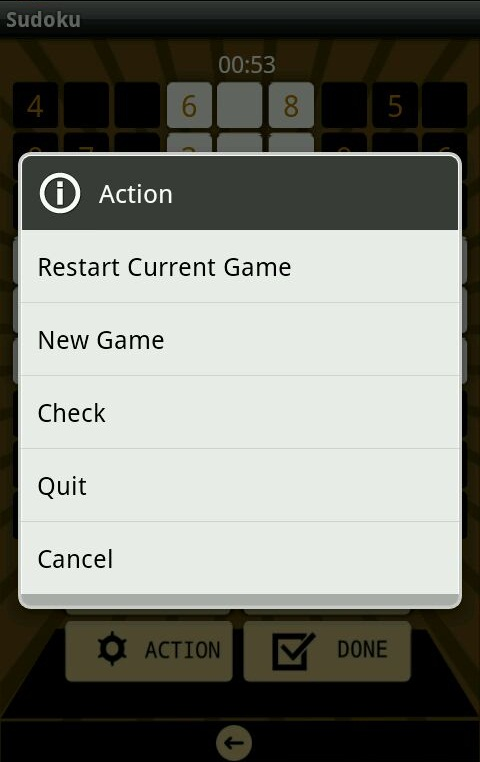 Sudoku
00:53
4 6 8 5
Action
Restart Current Game
New Game
Check
Quit
Cancel
ACTION DONE